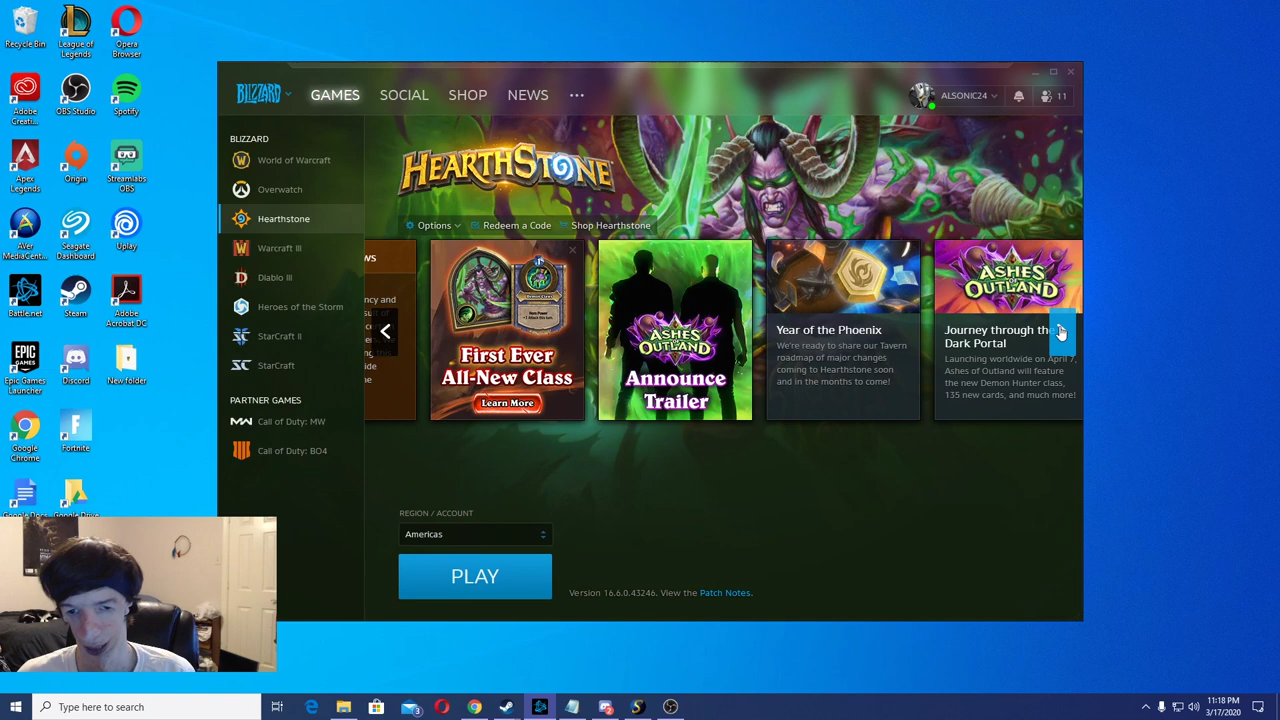 Recycle Bin
League of
Legends
Opera
Browser
Adobe
Creati...
OBS Studio
Spotify
Apex
Legends
Origin
Streamlabs
OBS
AVer
MediaCent...
Seagate
Dashboard
Uplay
Battle.net
Steam
Adobe
Acrobat DC
Epic Games
Launcher
Discord
New folder
Google
Chrome
Fortnite
Google Docs
Google Drive
BLIZZARD
GAMES
SOCIAL
SHOP
NEWS
•••
ALSONIC24
11
BLIZZARD
World of Warcraft
Overwatch
Hearthstone
Warcraft III
Diablo III
Heroes of the Storm
StarCraft II
StarCraft
PARTNER GAMES
Call of Duty: MW
Call of Duty: BO4
HEARTHSTONE
Options
Redeem a Code
Shop Hearthstone
First Ever
All-New Class
Learn More
ASHES
OF
OUTLAND
Announce
Trailer
Year of the Phoenix
We're ready to share our Tavern
roadmap of major changes
coming to Hearthstone soon
and in the months to come!
ASHES
OF
OUTLAND
Journey through the
Dark Portal
Launching worldwide on April 7,
Ashes of Outland will feature
the new Demon Hunter class,
135 new cards, and much more!
REGION / ACCOUNT
Americas
PLAY
Version 16.6.0.43246. View the Patch Notes.
Type here to search
3
2
11:18 PM
3/17/2020